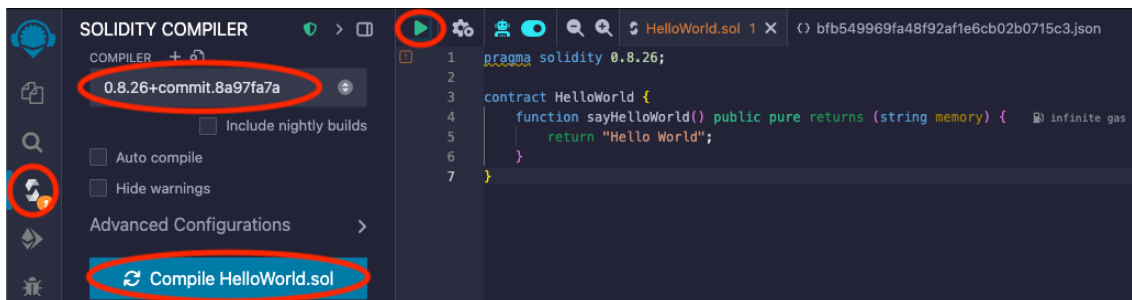 SOLIDITY COMPILER
COMPILER
0.8.26+commit.8a97fa7a
Include nightly builds
Auto compile
Hide warnings
Advanced Configurations
Compile HelloWorld.sol
HelloWorld.sol 1
bfb549969fa48f92af1e6cb02b0715c3.json
1 pragma solidity 0.8.26;
2
3 contract HelloWorld {
4 function sayHelloWorld() public pure returns (string memory) { infinite gas
5 return "Hello World";
6 }
7 }